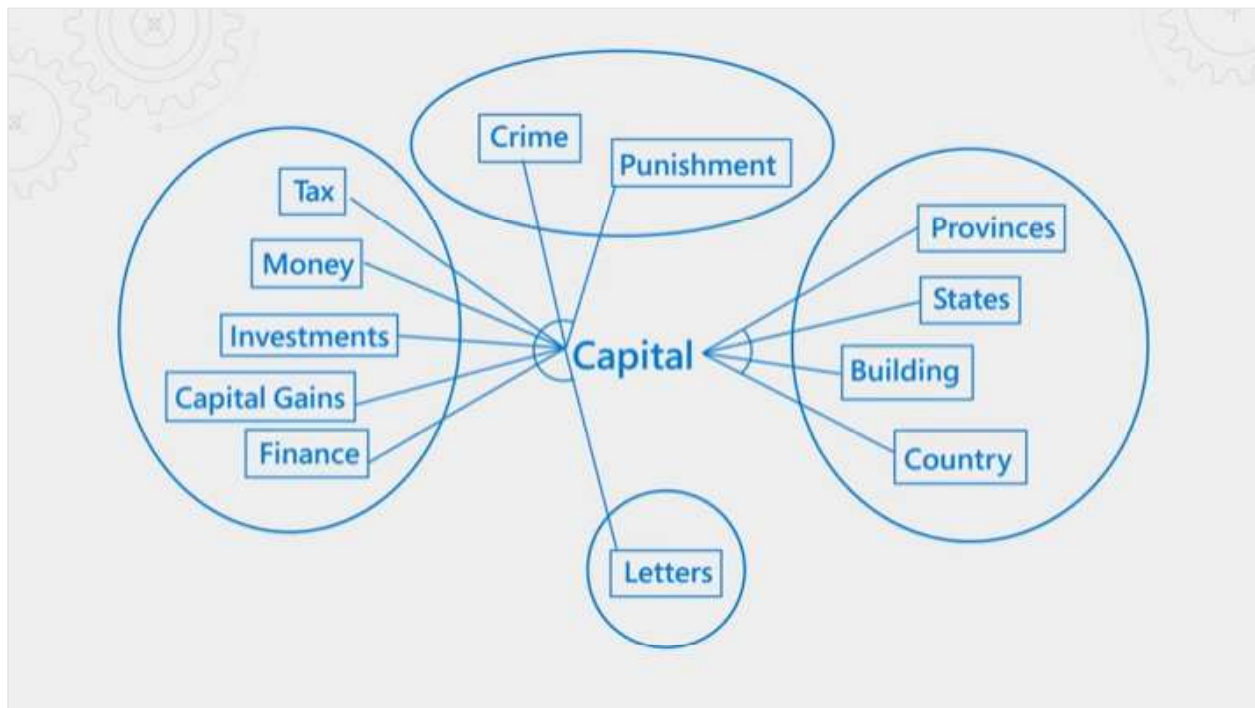 Crime
Punishment
Tax
Money
Investments
Capital Gains
Finance
Capital
Provinces
States
Building
Country
Letters